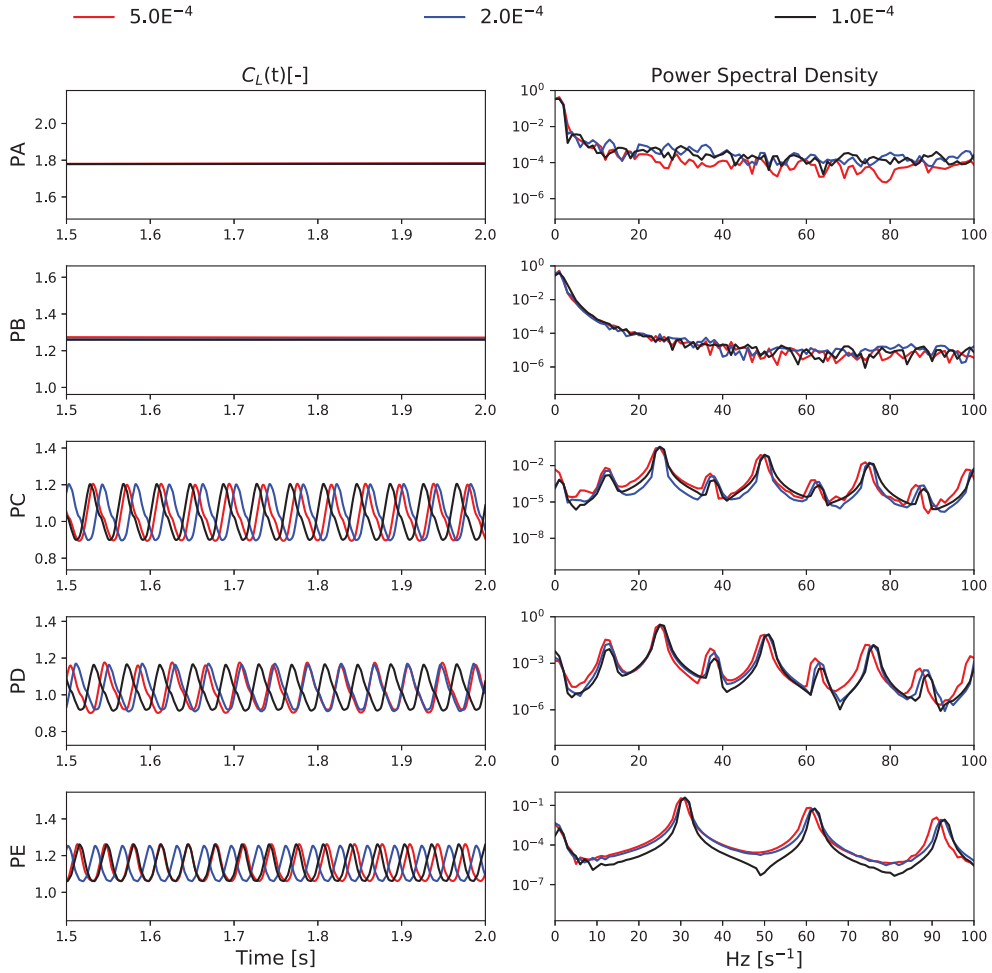 5.0E−4 2.0E−4 1.0E−4
C_L(t)[-] Power Spectral Density
PA
2.0
1.8
1.6
1.5 1.6 1.7 1.8 1.9 2.0
10^0
10^−2
10^−4
10^−6
0 20 40 60 80 100
PB
1.6
1.4
1.2
1.0
1.5 1.6 1.7 1.8 1.9 2.0
10^0
10^−2
10^−4
10^−6
0 20 40 60 80 100
PC
1.4
1.2
1.0
0.8
1.5 1.6 1.7 1.8 1.9 2.0
10^−2
10^−5
10^−8
0 20 40 60 80 100
PD
1.4
1.2
1.0
0.8
1.5 1.6 1.7 1.8 1.9 2.0
10^0
10^−3
10^−6
0 20 40 60 80 100
PE
1.4
1.2
1.0
1.5 1.6 1.7 1.8 1.9 2.0
10^−1
10^−4
10^−7
0 10 20 30 40 50 60 70 80 90 100
Time [s] Hz [s^−1]